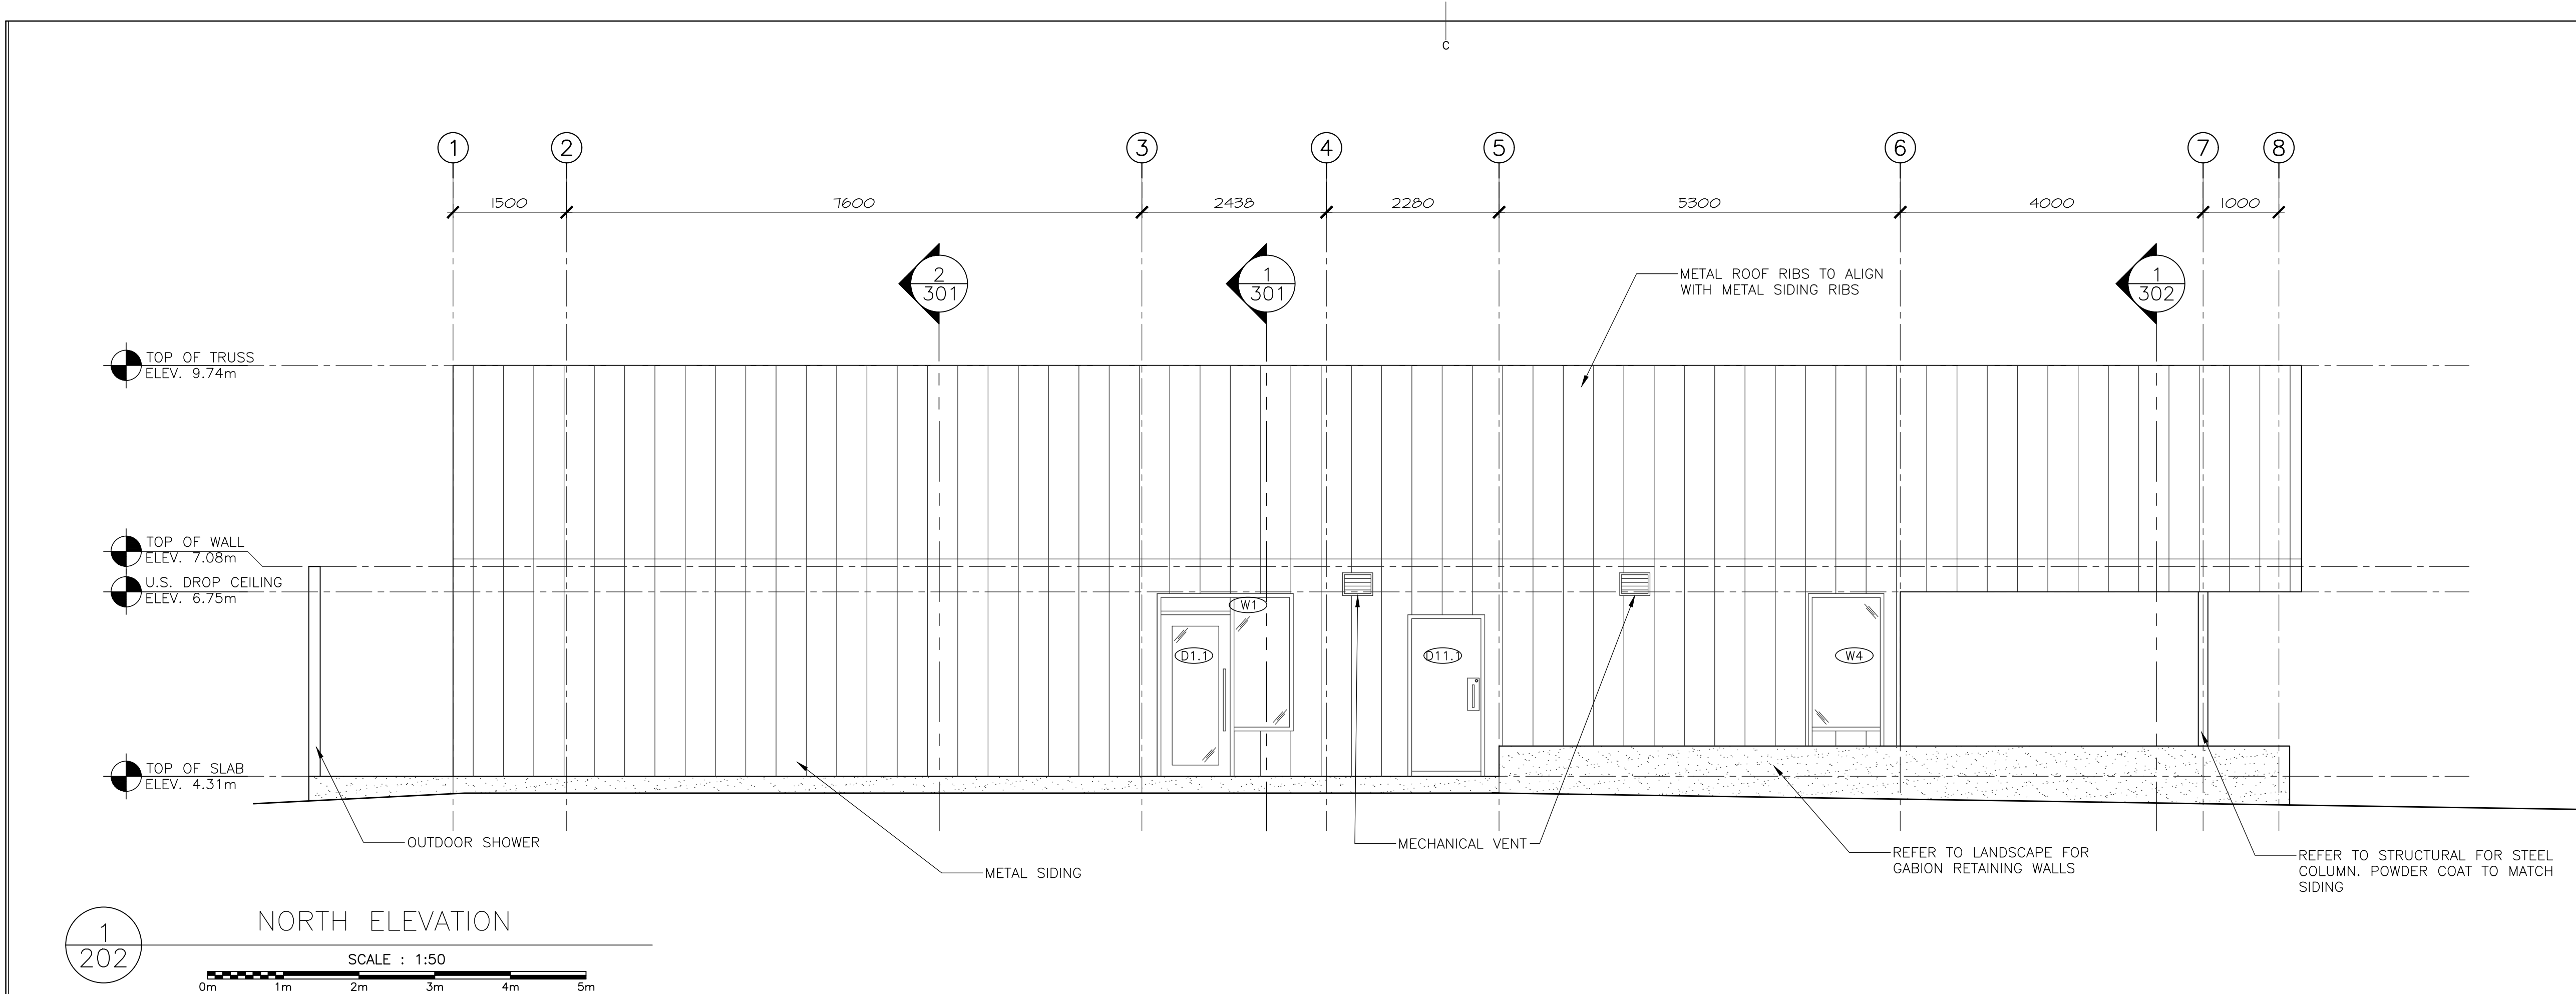 C
1 2 3 4 5 6 7 8
1500 7600 2438 2280 5300 4000 1000
2
301
1
301
METAL ROOF RIBS TO ALIGN
WITH METAL SIDING RIBS
1
302
TOP OF TRUSS
ELEV. 9.74m
TOP OF WALL
ELEV. 7.08m
U.S. DROP CEILING
ELEV. 6.75m
W1
D1.1
D11.1
W4
TOP OF SLAB
ELEV. 4.31m
OUTDOOR SHOWER
METAL SIDING
MECHANICAL VENT
REFER TO LANDSCAPE FOR
GABION RETAINING WALLS
REFER TO STRUCTURAL FOR STEEL
COLUMN. POWDER COAT TO MATCH
SIDING
1
202
NORTH ELEVATION
SCALE : 1:50
0m 1m 2m 3m 4m 5m